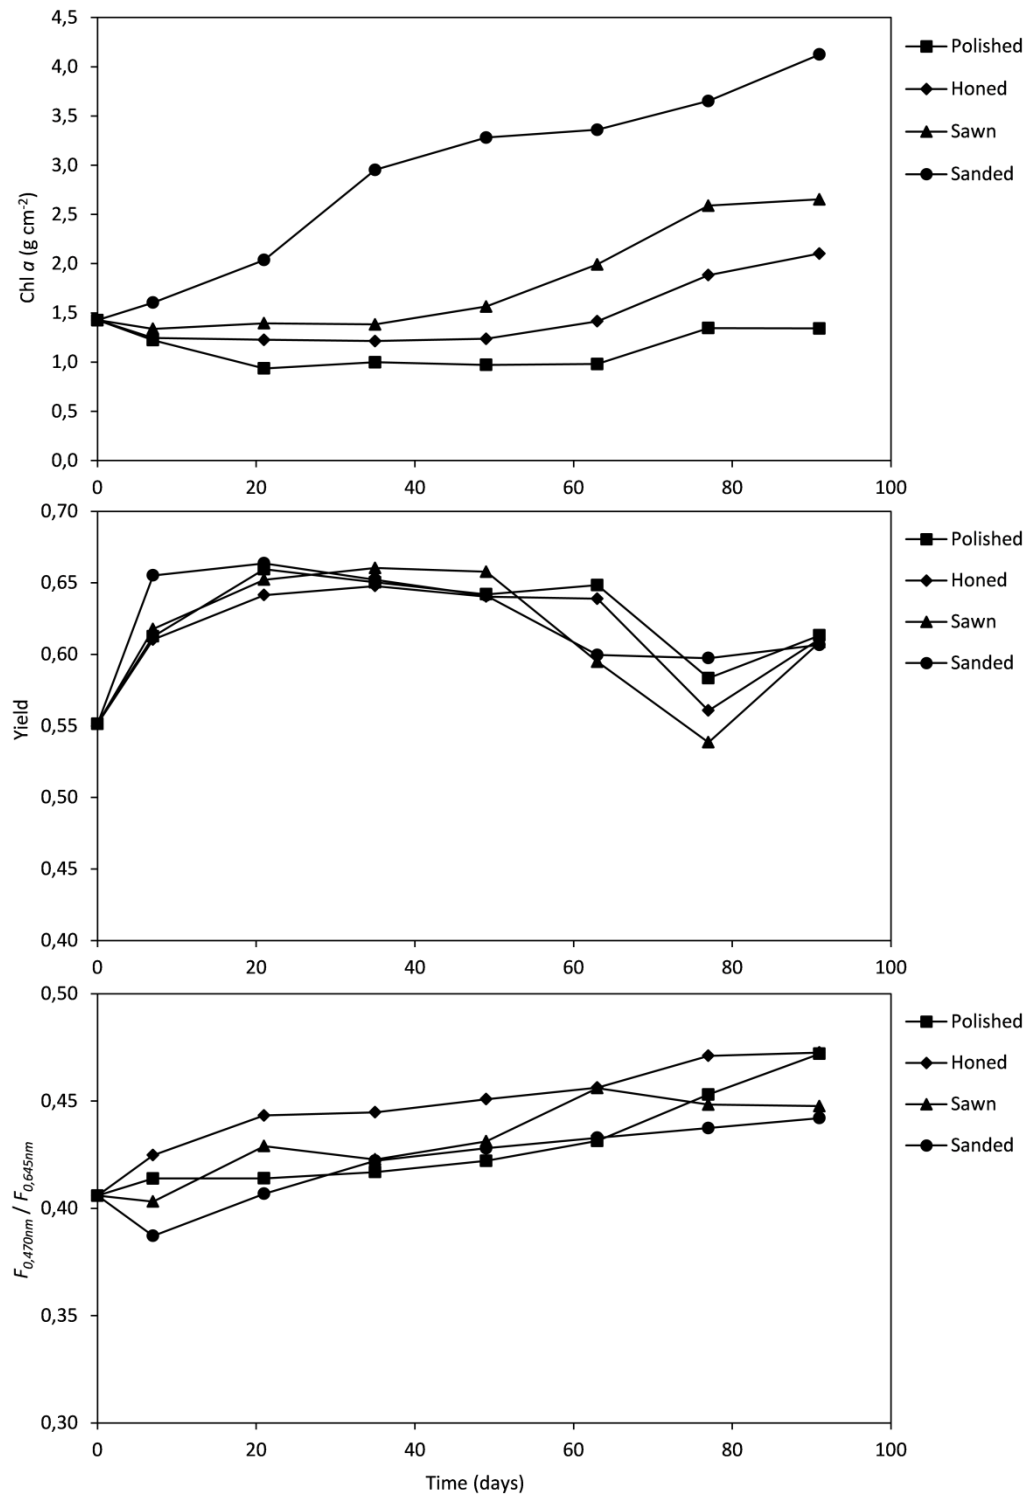 4,5
4,0
3,5
3,0
2,5
2,0
1,5
1,0
0,5
0,0
Chl a (g cm-2)
0 20 40 60 80 100
Polished
Honed
Sawn
Sanded
0,70
0,65
0,60
0,55
0,50
0,45
0,40
Yield
0 20 40 60 80 100
Polished
Honed
Sawn
Sanded
0,50
0,45
0,40
0,35
0,30
F0,470nm / F0,645nm
0 20 40 60 80 100
Time (days)
Polished
Honed
Sawn
Sanded